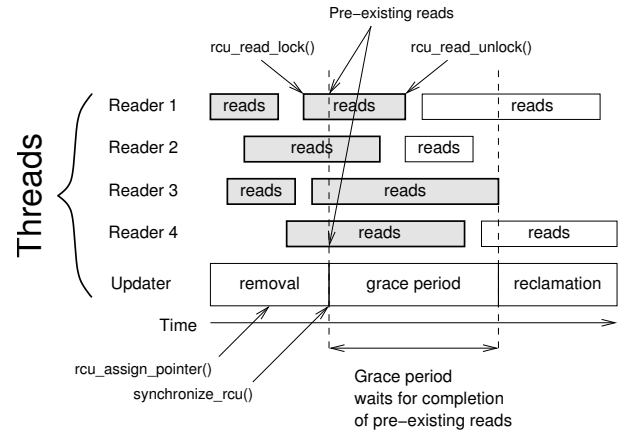 Pre-existing reads
rcu_read_lock()
rcu_read_unlock()
Threads
Reader 1
reads
reads
reads
Reader 2
reads
reads
Reader 3
reads
reads
Reader 4
reads
reads
Updater
removal
grace period
reclamation
Time
rcu_assign_pointer()
synchronize_rcu()
Grace period
waits for completion
of pre-existing reads